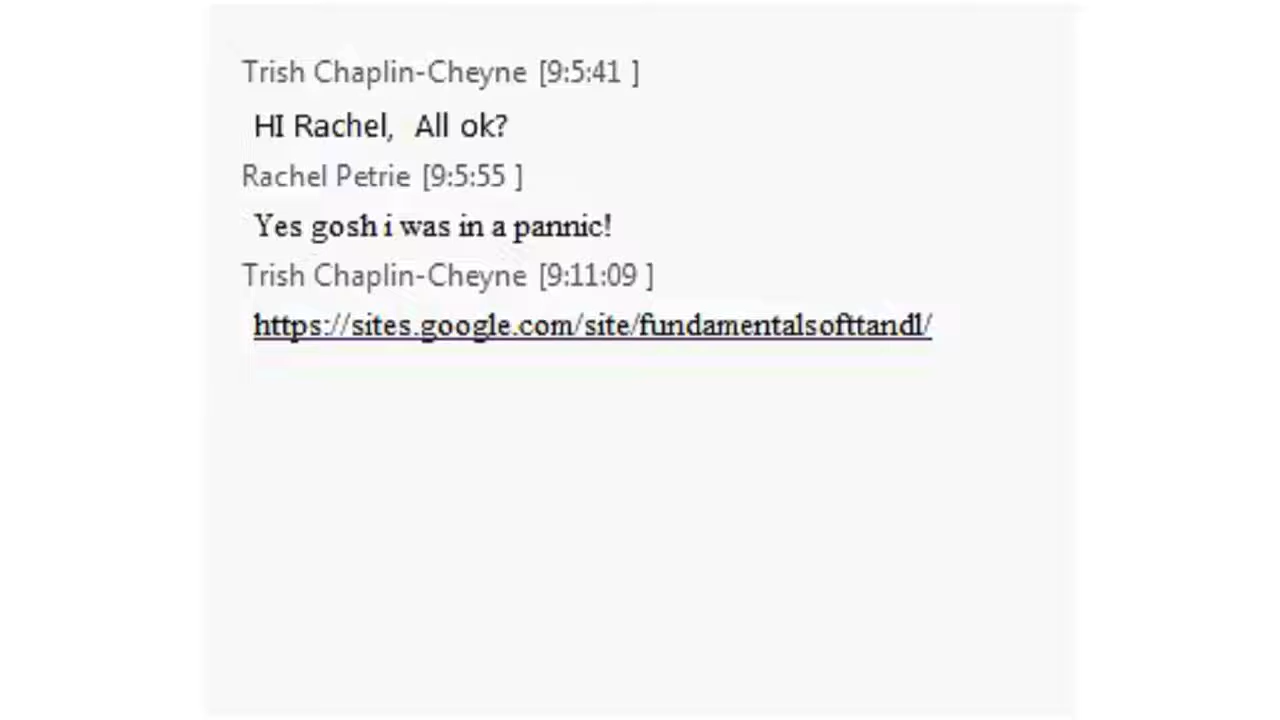 Trish Chaplin-Cheyne [9:5:41 ]
HI Rachel,  All ok?
Rachel Petrie [9:5:55 ]
Yes gosh i was in a pannic!
Trish Chaplin-Cheyne [9:11:09 ]
https://sites.google.com/site/fundamentalsofttandl/